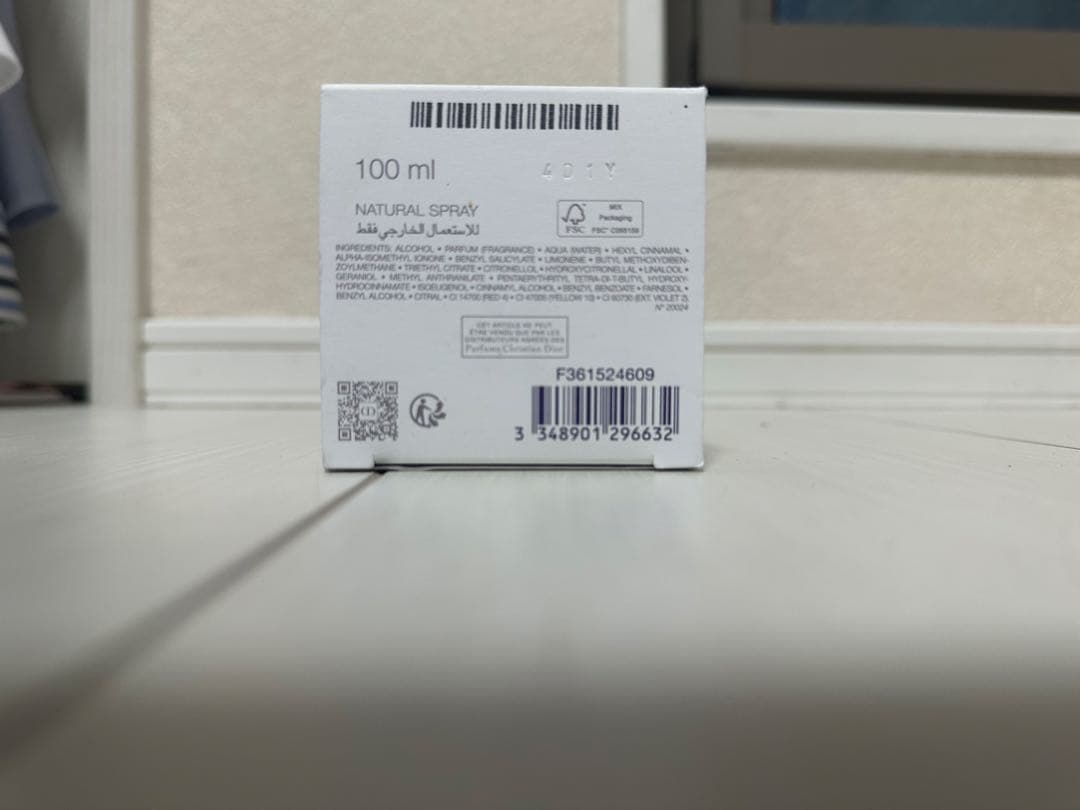 100 ml
4D1Y
NATURAL SPRAY
للاستعمال الخارجي فقط
MIX
Packaging
FSC
FSC® C068159
INGREDIENTS: ALCOHOL • PARFUM (FRAGRANCE) • AQUA (WATER) • HEXYL CINNAMAL •
ALPHA-ISOMETHYL IONONE • BENZYL SALICYLATE • LIMONENE • BUTYL METHOXYDIBEN-
ZOYLMETHANE • TRIETHYL CITRATE • CITRONELLOL • HYDROXYCITRONELLAL • LINALOOL •
GERANIOL • METHYL ANTHRANILATE • PENTAERYTHRITYL TETRA-DI-T-BUTYL HYDROXY-
HYDROCINNAMATE • ISOEUGENOL • CINNAMYL ALCOHOL • BENZYL BENZOATE • FARNESOL •
BENZYL ALCOHOL • CITRAL • CI 14700 (RED 4) • CI 47005 (YELLOW 10) • CI 60730 (EXT. VIOLET 2).
N° 20024
CET ARTICLE NE PEUT
ÊTRE VENDU QUE PAR LES
DISTRIBUTEURS AGRÉÉS DES
Parfums Christian Dior
F361524609
3 348901 296632